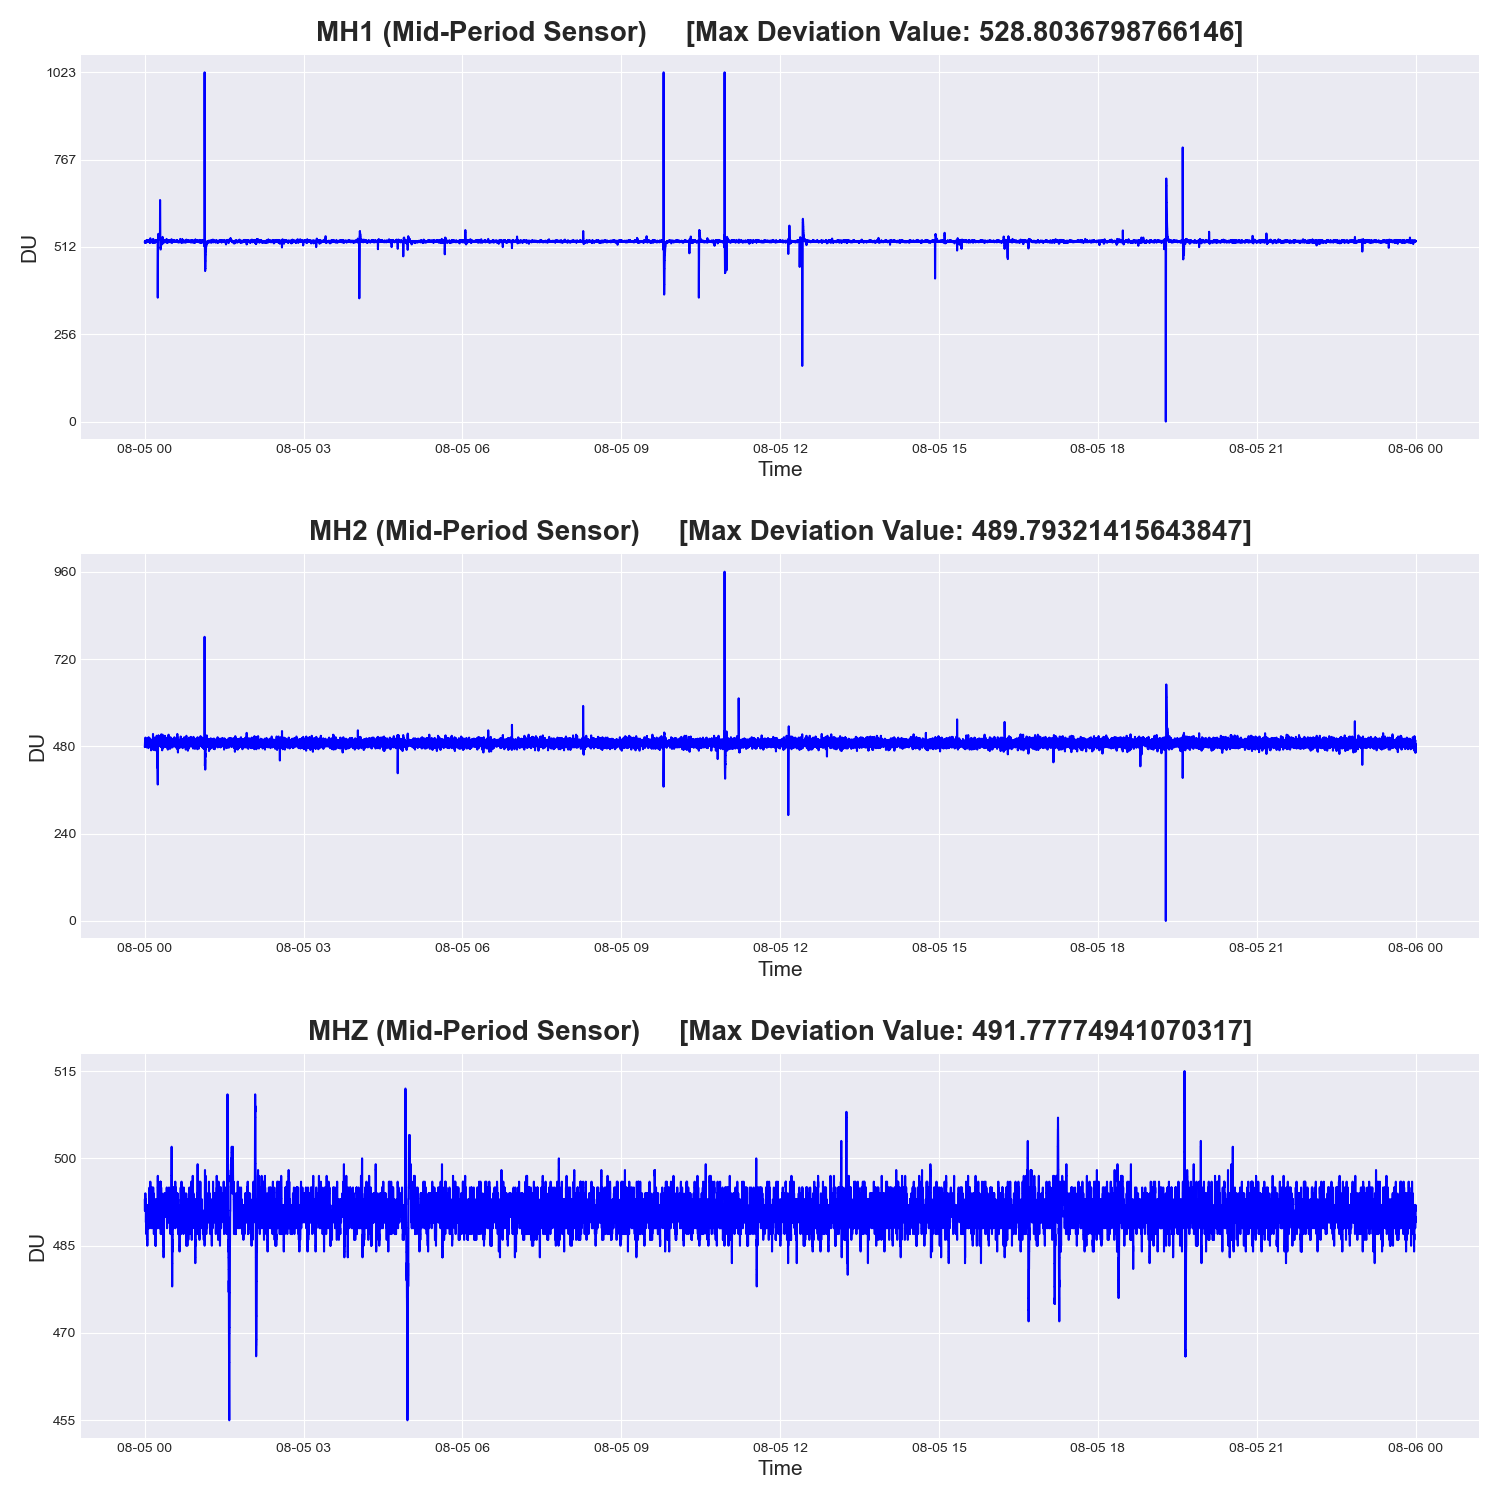 MH1 (Mid-Period Sensor) [Max Deviation Value: 528.8036798766146]
1023
767
512
256
0
DU
08-05 00 08-05 03 08-05 06 08-05 09 08-05 12 08-05 15 08-05 18 08-05 21 08-06 00
Time
MH2 (Mid-Period Sensor) [Max Deviation Value: 489.79321415643847]
960
720
480
240
0
DU
08-05 00 08-05 03 08-05 06 08-05 09 08-05 12 08-05 15 08-05 18 08-05 21 08-06 00
Time
MHZ (Mid-Period Sensor) [Max Deviation Value: 491.77774941070317]
515
500
485
470
455
DU
08-05 00 08-05 03 08-05 06 08-05 09 08-05 12 08-05 15 08-05 18 08-05 21 08-06 00
Time